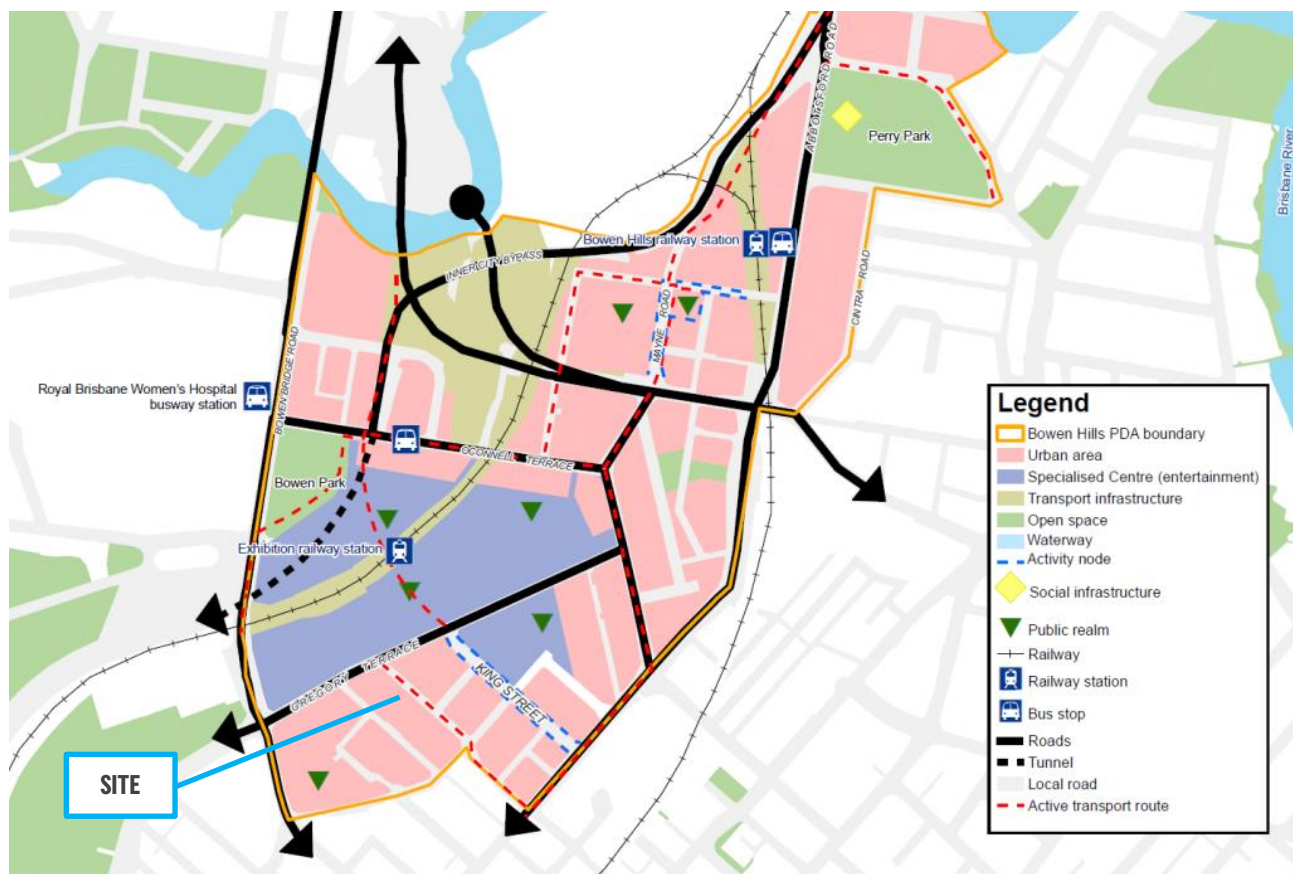 ABBOTSFORD ROAD
Perry Park
Brisbane River
Bowen Hills railway station
INNER CITY BYPASS
MAYNE ROAD
CINTRA ROAD
BOWEN BRIDGE ROAD
Royal Brisbane Women's Hospital
busway station
OCONNELL TERRACE
Bowen Park
Exhibition railway station
GREGORY TERRACE
KING STREET
SITE
Legend
Bowen Hills PDA boundary
Urban area
Specialised Centre (entertainment)
Transport infrastructure
Open space
Waterway
Activity node
Social infrastructure
Public realm
Railway
Railway station
Bus stop
Roads
Tunnel
Local road
Active transport route